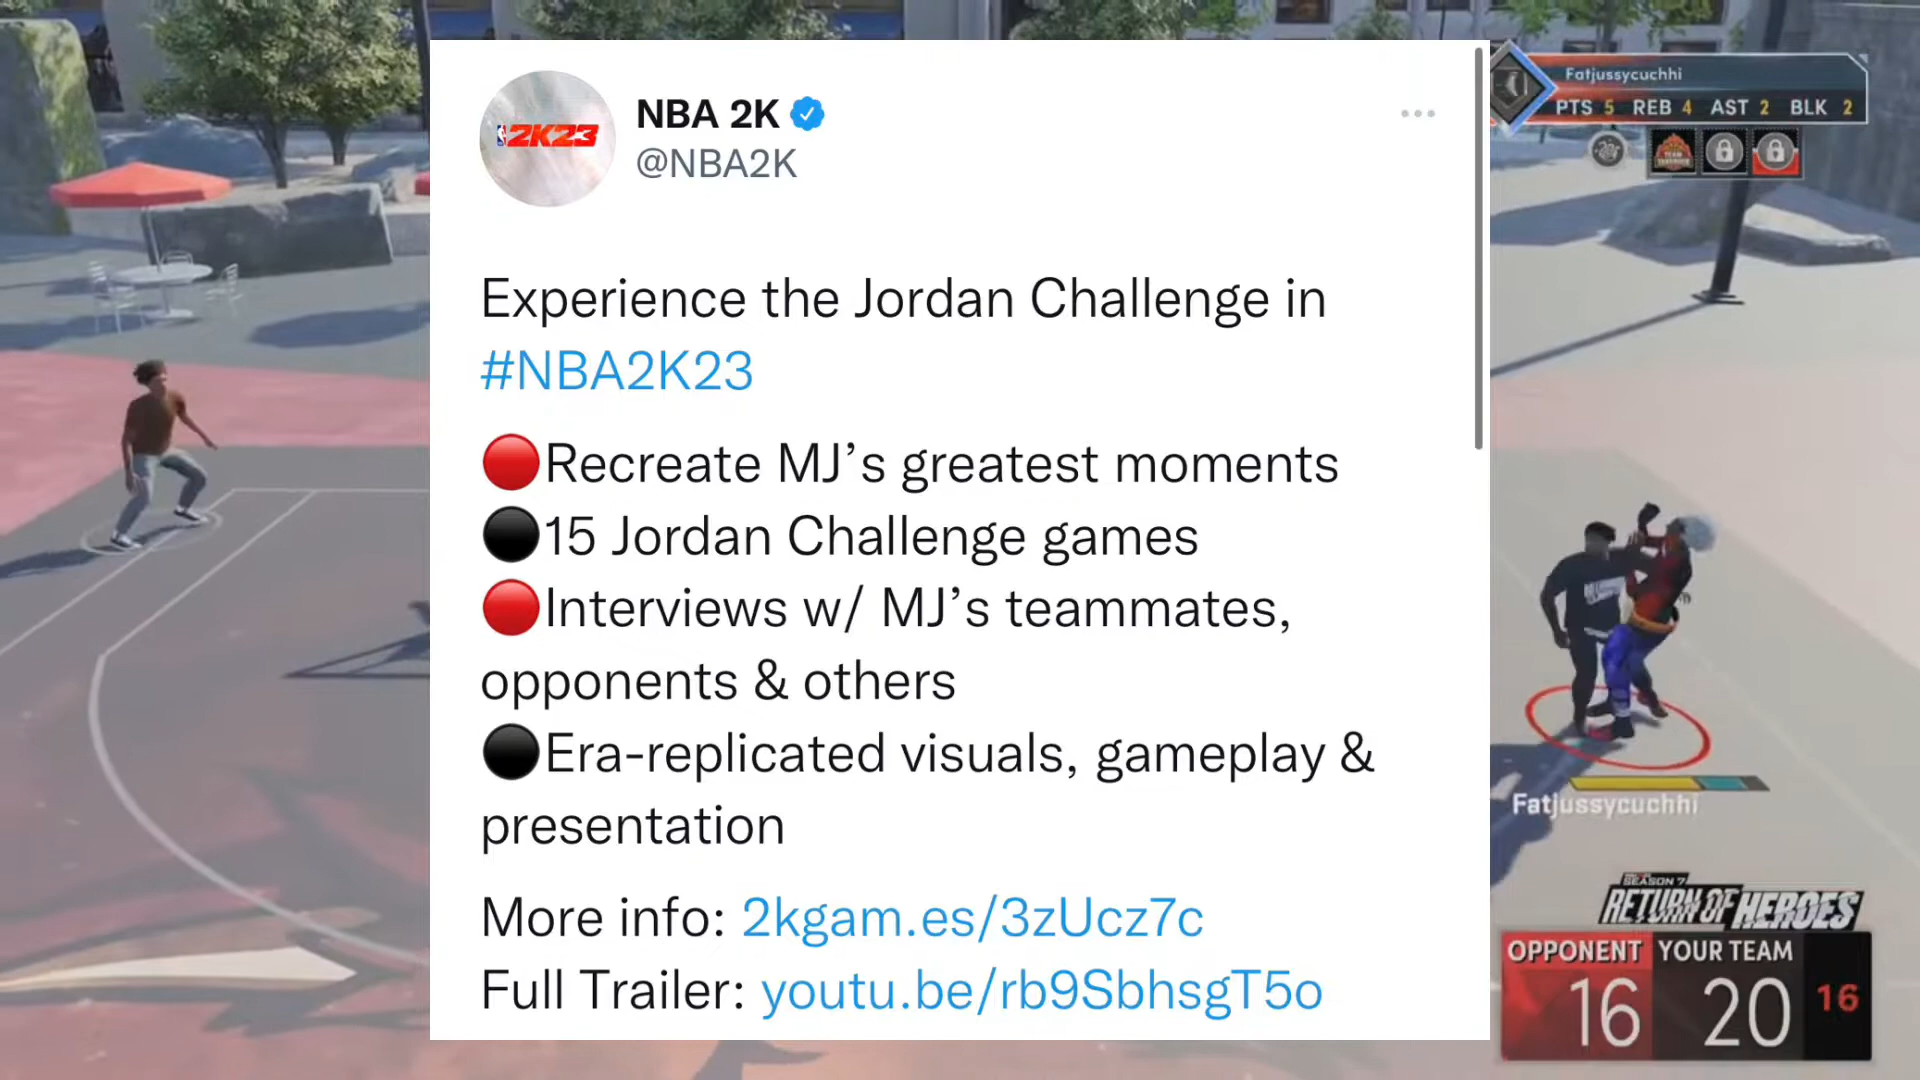 2K23
NBA 2K
@NBA2K
Experience the Jordan Challenge in
#NBA2K23
Recreate MJ’s greatest moments
15 Jordan Challenge games
Interviews w/ MJ’s teammates,
opponents & others
Era-replicated visuals, gameplay &
presentation
More info: 2kgam.es/3zUcz7c
Full Trailer: youtu.be/rb9SbhsgT5o
Fatjussycuchhi
PTS 5 REB 4 AST 2 BLK 2
TEAM TAKEOVER
Fatjussycuchhi
SEASON 7
RETURN OF HEROES
OPPONENT YOUR TEAM
16 20 16